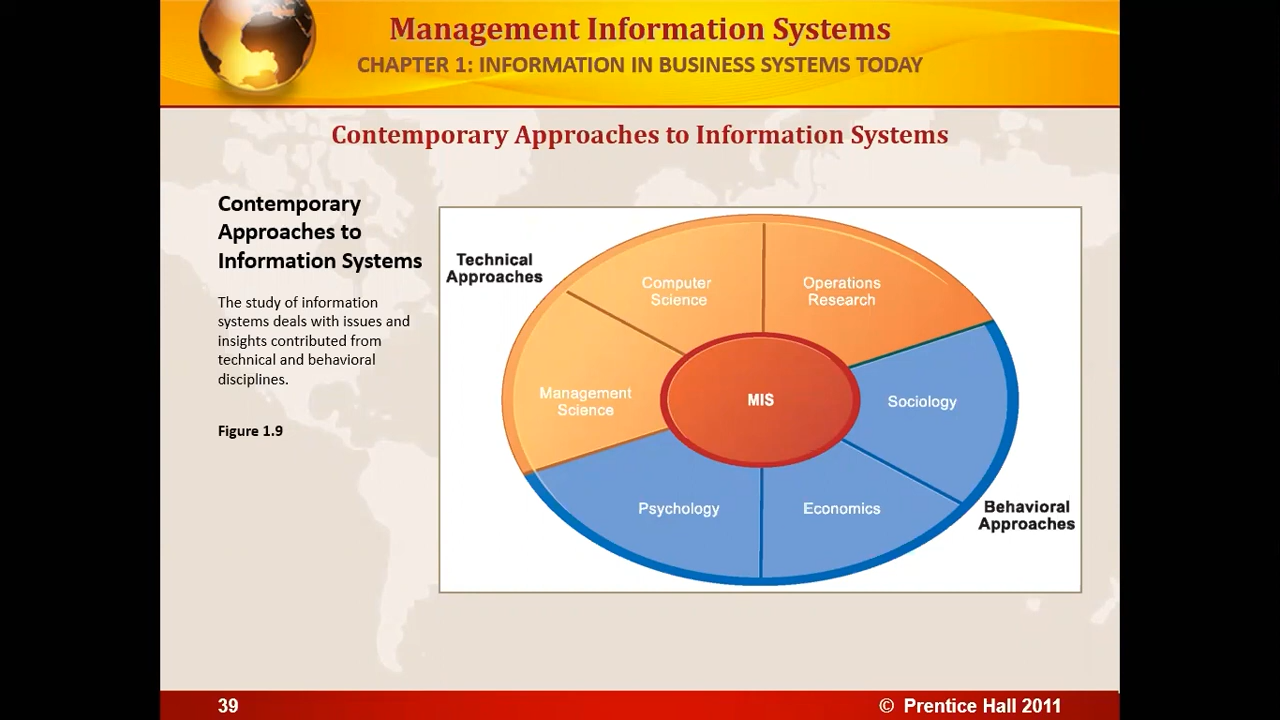 Management Information Systems
CHAPTER 1: INFORMATION IN BUSINESS SYSTEMS TODAY
Contemporary Approaches to Information Systems
Contemporary
Approaches to
Information Systems
The study of information
systems deals with issues and
insights contributed from
technical and behavioral
disciplines.
Figure 1.9
Technical
Approaches
Computer
Science
Operations
Research
Management
Science
MIS
Sociology
Psychology
Economics
Behavioral
Approaches
39
© Prentice Hall 2011